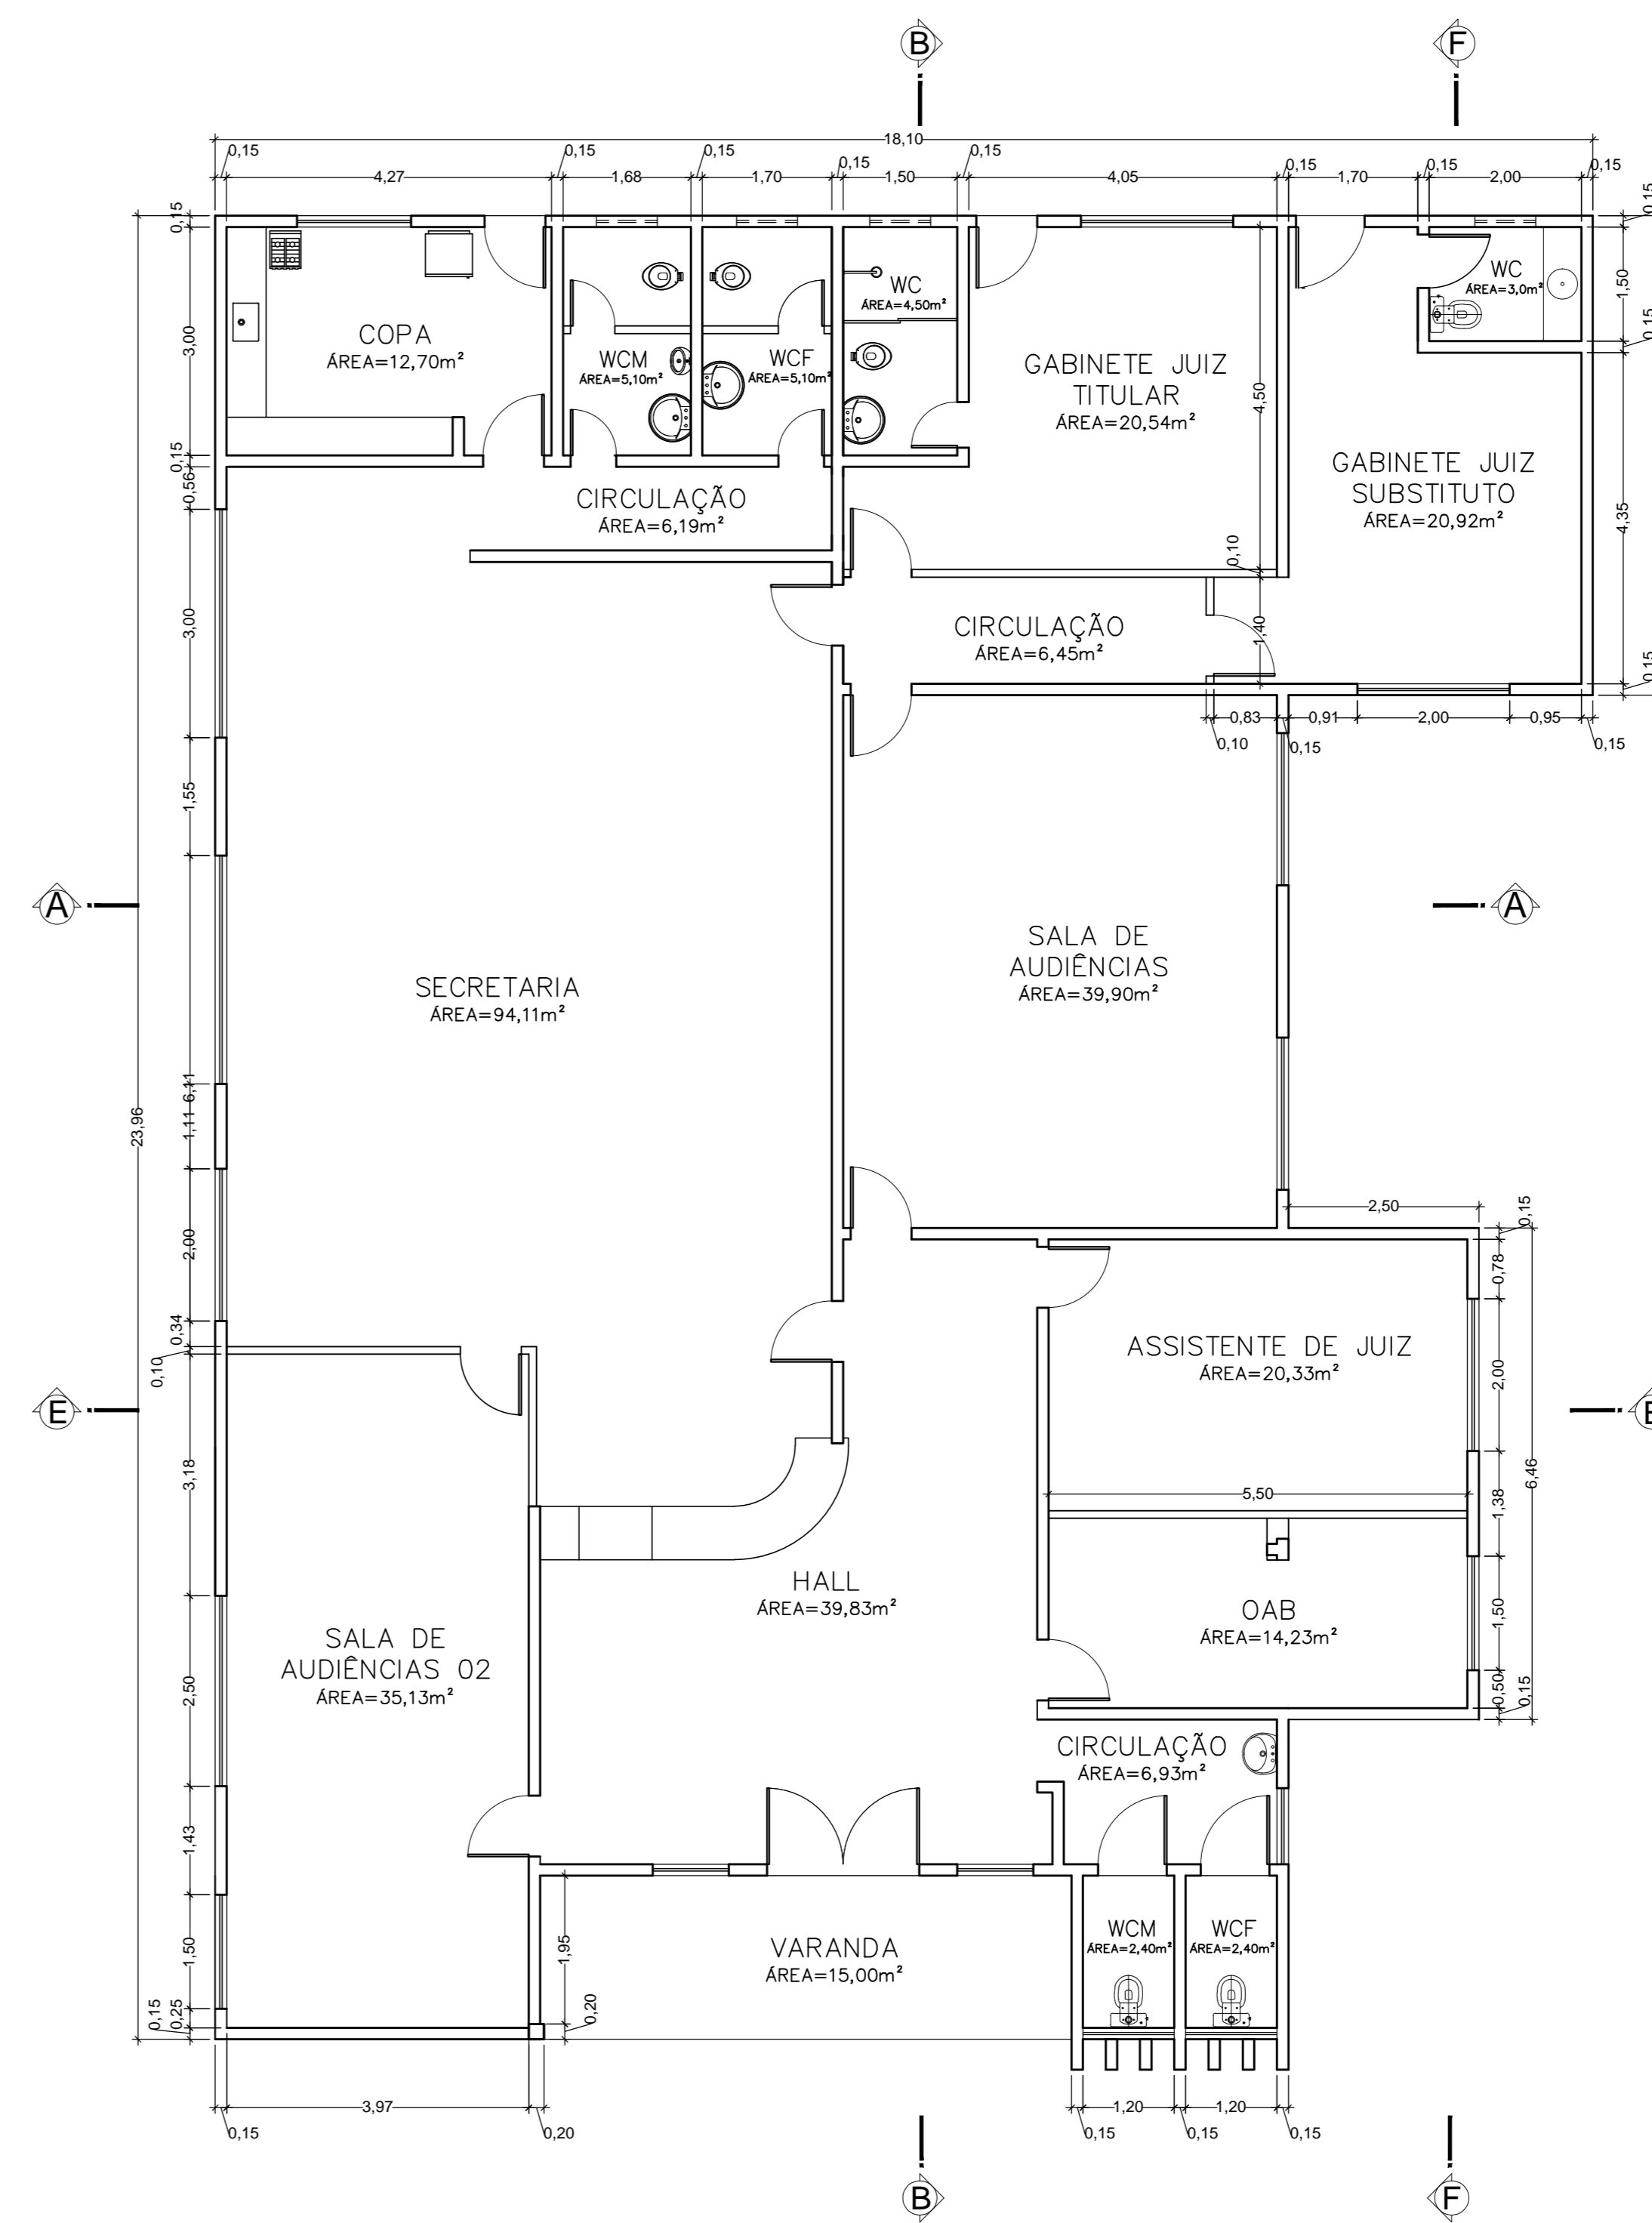 B
F
18,10
0,15
0,15
0,15
0,15
0,15
0,15
0,15
0,15
4,27
1,68
1,70
1,50
4,05
1,70
2,00
0,15
0,15
COPA
ÁREA=12,70m²
WCM
ÁREA=5,10m²
WCF
ÁREA=5,10m²
WC
ÁREA=4,50m²
GABINETE JUIZ
TITULAR
ÁREA=20,54m²
WC
ÁREA=3,0m²
GABINETE JUIZ
SUBSTITUTO
ÁREA=20,92m²
3,00
4,50
1,50
0,15
4,35
0,15
0,15
0,56
CIRCULAÇÃO
ÁREA=6,19m²
0,10
3,00
CIRCULAÇÃO
ÁREA=6,45m²
1,40
0,83
0,91
2,00
0,95
0,10
0,15
0,15
1,55
A
A
SECRETARIA
ÁREA=94,11m²
SALA DE
AUDIÊNCIAS
ÁREA=39,90m²
23,96
6,11
1,11
2,00
2,50
0,15
0,78
0,34
0,10
ASSISTENTE DE JUIZ
ÁREA=20,33m²
2,00
E
E
3,18
5,50
1,38
6,46
HALL
ÁREA=39,83m²
OAB
ÁREA=14,23m²
1,50
SALA DE
AUDIÊNCIAS 02
ÁREA=35,13m²
2,50
0,50
0,15
CIRCULAÇÃO
ÁREA=6,93m²
1,43
1,50
1,95
VARANDA
ÁREA=15,00m²
WCM
ÁREA=2,40m²
WCF
ÁREA=2,40m²
0,15
0,25
0,20
3,97
1,20
1,20
0,15
0,20
0,15
0,15
0,15
B
F